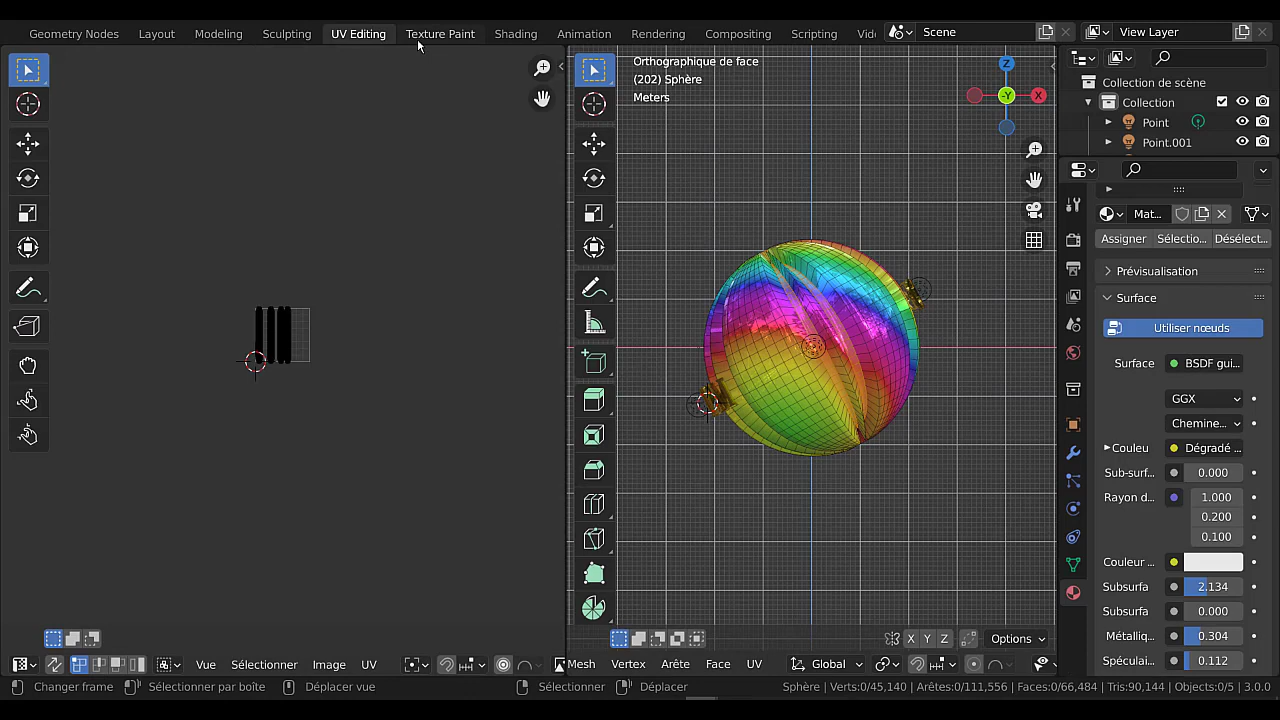 Geometry Nodes Layout Modeling Sculpting UV Editing Texture Paint Shading Animation Rendering Compositing Scripting Vid Scene View Layer
Orthographique de face
(202) Sphère
Meters
Z
-Y
X
Collection de scène
Collection
Point
Point.001
Mat...
Assigner Sélectio... Désélect...
Prévisualisation
Surface
Utiliser nœuds
Surface BSDF gui...
GGX
Chemine...
Couleu Dégradé ...
Sub-surf... 0.000
Rayon d... 1.000
0.200
0.100
Couleur ...
Subsurfa 2.134
Subsurfa 0.000
Métalliq... 0.304
Spéculai... 0.112
X Y Z Options
Vue Sélectionner Image UV Mesh Vertex Arête Face UV Global
Changer frame Sélectionner par boîte Déplacer vue Sélectionner Déplacer Sphère | Verts:0/45,140 | Arêtes:0/111,556 | Faces:0/66,484 | Tris:90,144 | Objects:0/5 | 3.0.0